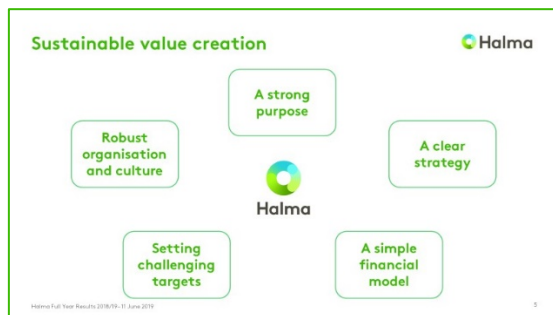 Sustainable value creation
Halma
A strong
purpose
Robust
organisation
and culture
A clear
strategy
Halma
Setting
challenging
targets
A simple
financial
model
Halma Full Year Results 2018/19–11 June 2019
5